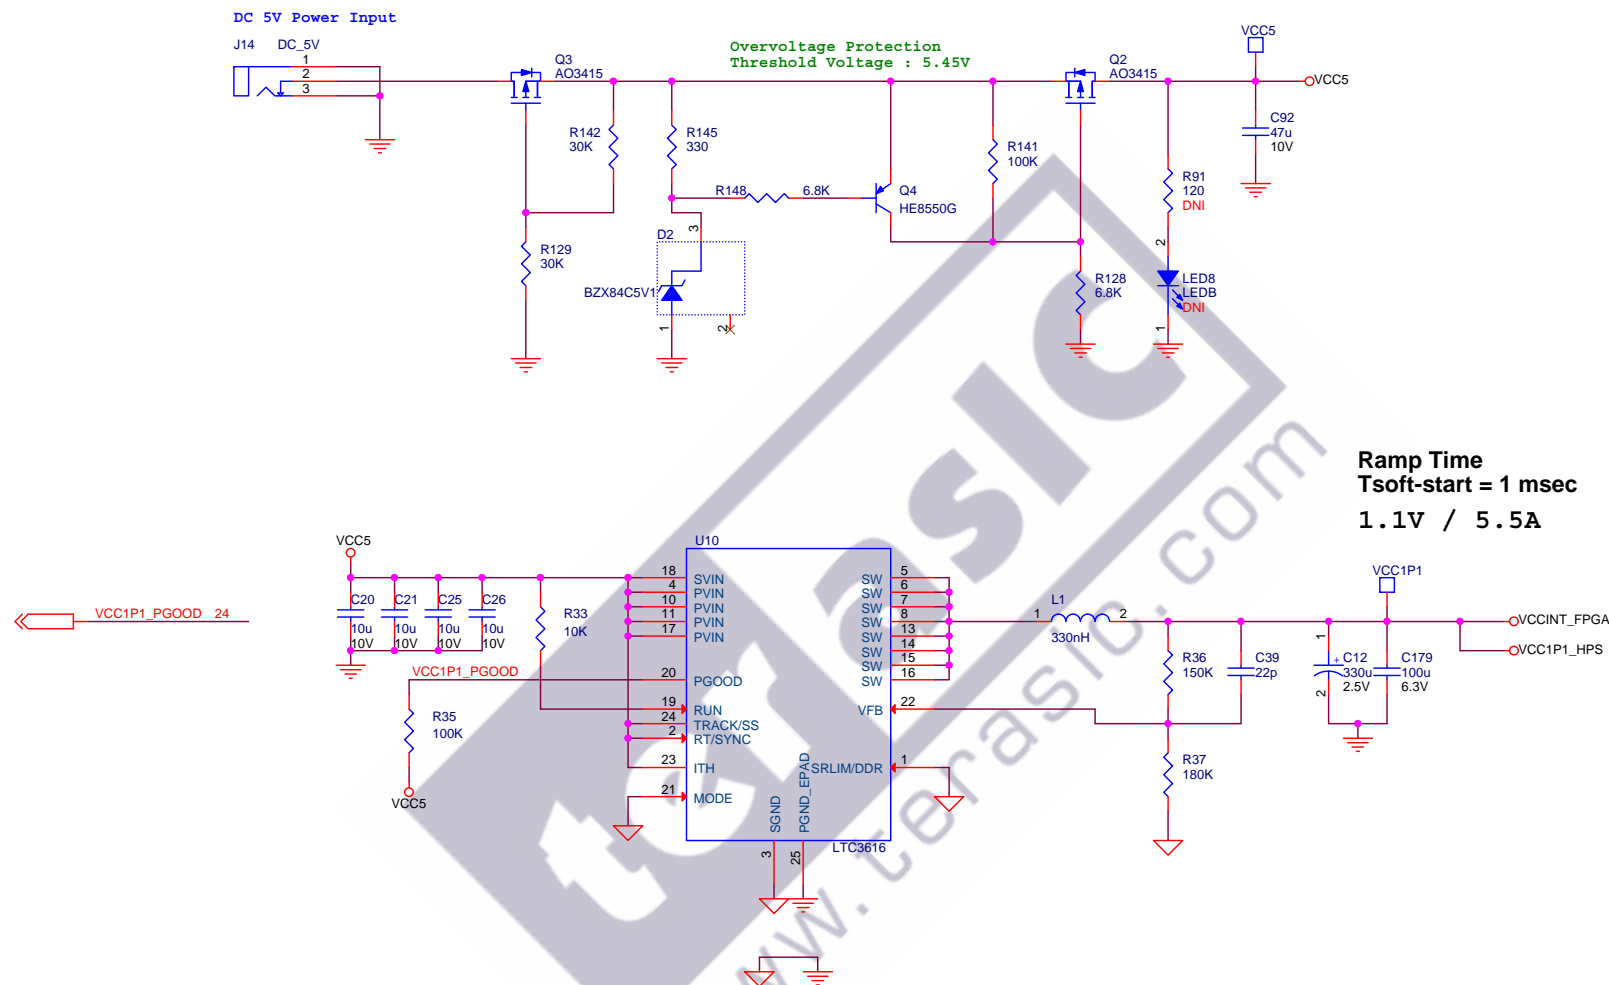 DC 5V Power Input
J14 DC_5V
1
2
3
Q3
AO3415
Overvoltage Protection
Threshold Voltage : 5.45V
Q2
AO3415
VCC5
VCC5
C92
47u
10V
R142
30K
R145
330
R141
100K
R148 6.8K
Q4
HE8550G
R91
120
DNI
R129
30K
D2
3
BZX84C5V1
1
2
R128
6.8K
2
LED8
LEDB
DNI
1
Ramp Time
Tsoft-start = 1 msec
1.1V / 5.5A
terasic
www.terasic.com
VCC5
C20
10u
10V
C21
10u
10V
C25
10u
10V
C26
10u
10V
R33
10K
VCC1P1_PGOOD 24
VCC1P1_PGOOD
R35
100K
VCC5
U10
18 SVIN
4 PVIN
10 PVIN
11 PVIN
17 PVIN
20 PGOOD
19 RUN
24 TRACK/SS
2 RT/SYNC
23 ITH
21 MODE
SW 5
SW 6
SW 7
SW 8
SW 13
SW 14
SW 15
SW 16
VFB 22
SRLIM/DDR 1
SGND
PGND_EPAD
3
25
LTC3616
L1
1 2
330nH
R36
150K
C39
22p
R37
180K
VCC1P1
1
+
2
C12
330u
2.5V
C179
100u
6.3V
VCCINT_FPGA
VCC1P1_HPS